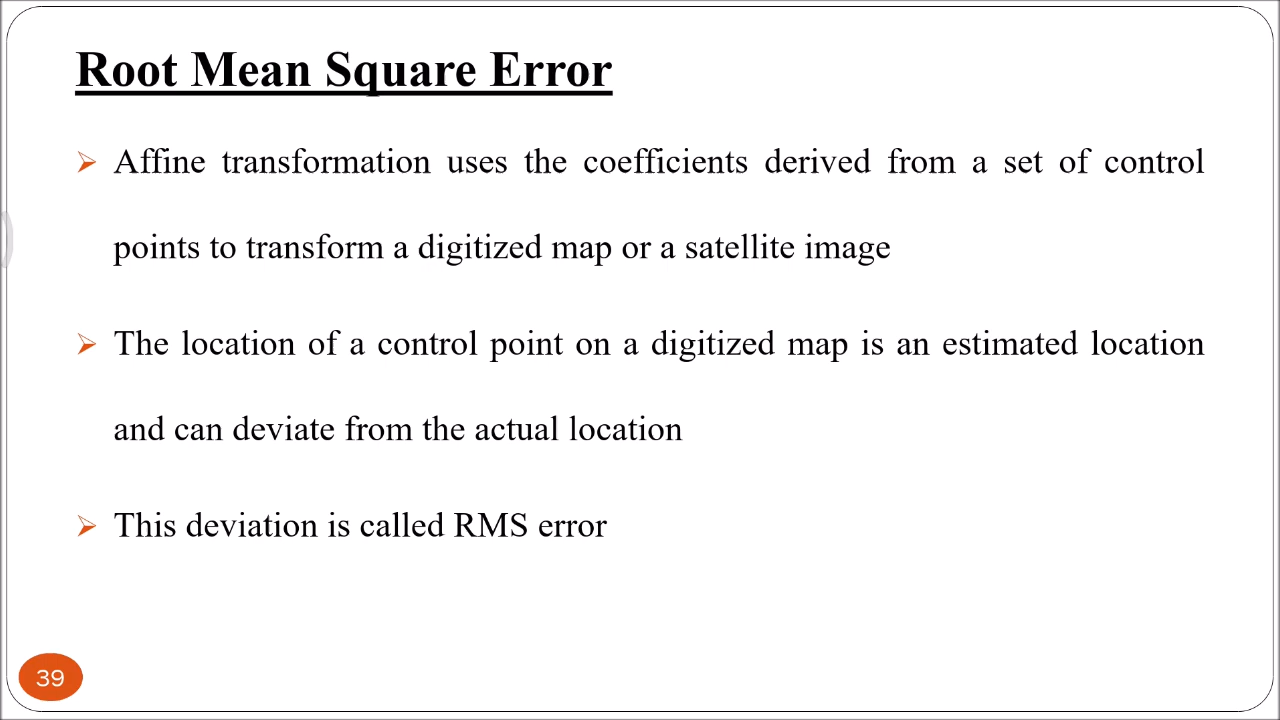 Root Mean Square Error
Affine transformation uses the coefficients derived from a set of control
points to transform a digitized map or a satellite image
The location of a control point on a digitized map is an estimated location
and can deviate from the actual location
This deviation is called RMS error
39